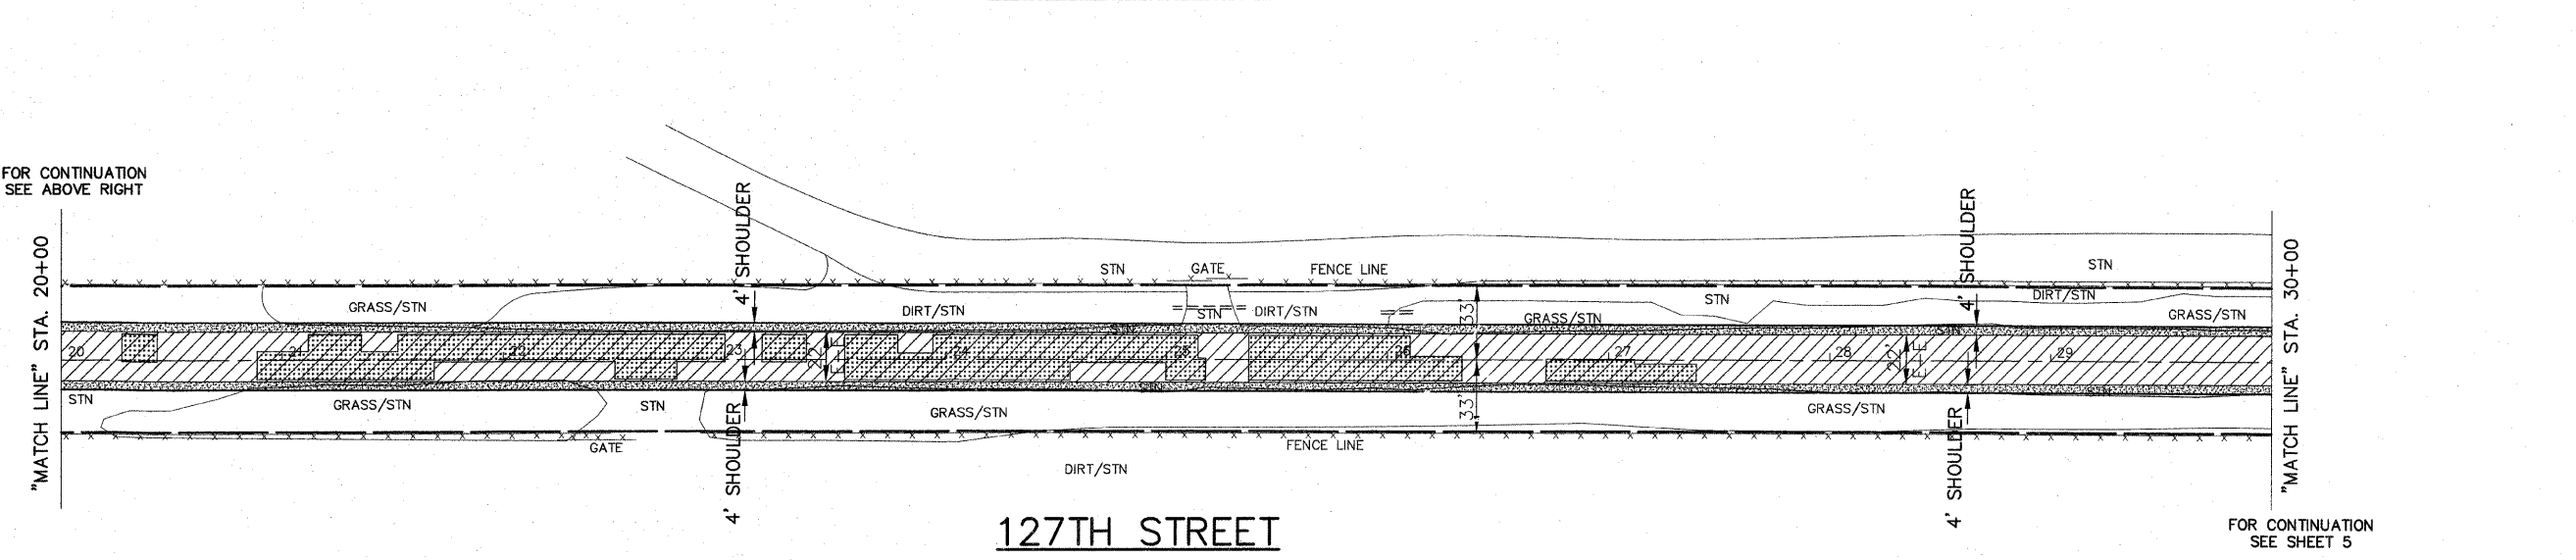 FOR CONTINUATION
SEE ABOVE RIGHT
"MATCH LINE" STA. 20+00
4' SHOULDER
4' SHOULDER
"MATCH LINE" STA. 30+00
STN
GATE
FENCE LINE
STN
GRASS/STN
DIRT/STN
STN
DIRT/STN
33'
GRASS/STN
STN
DIRT/STN
GRASS/STN
STN
STN
20
21
22
23
22'
E-E
24
25
26
27
28
22'
E-E
29
STN
STN
GRASS/STN
STN
GRASS/STN
33'
GRASS/STN
GATE
4' SHOULDER
FENCE LINE
4' SHOULDER
DIRT/STN
127TH STREET
FOR CONTINUATION
SEE SHEET 5